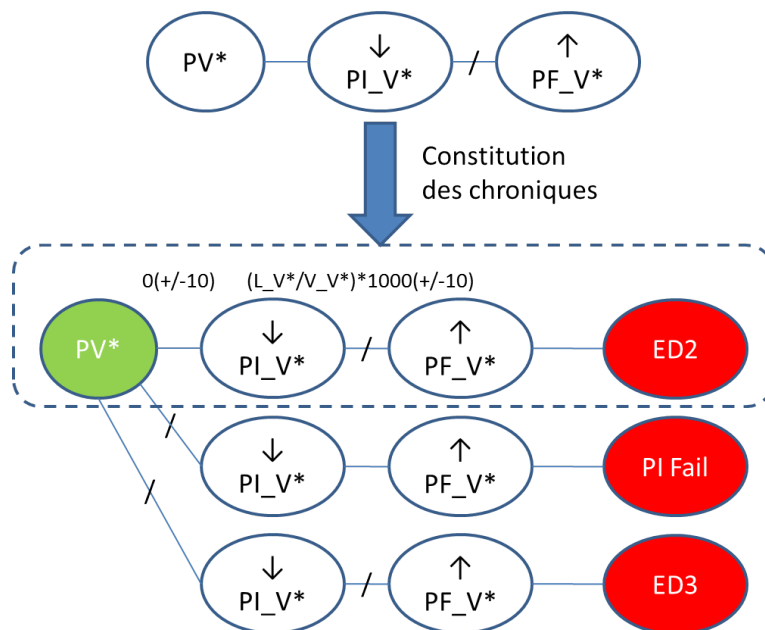 PV*
↓
PI_V*
/
↑
PF_V*
Constitution
des chroniques
0(+/-10) (L_V*/V_V*)*1000(+/-10)
PV*
↓
PI_V*
/
↑
PF_V*
ED2
/
↓
PI_V*
↑
PF_V*
PI Fail
/
↓
PI_V*
/
↑
PF_V*
ED3